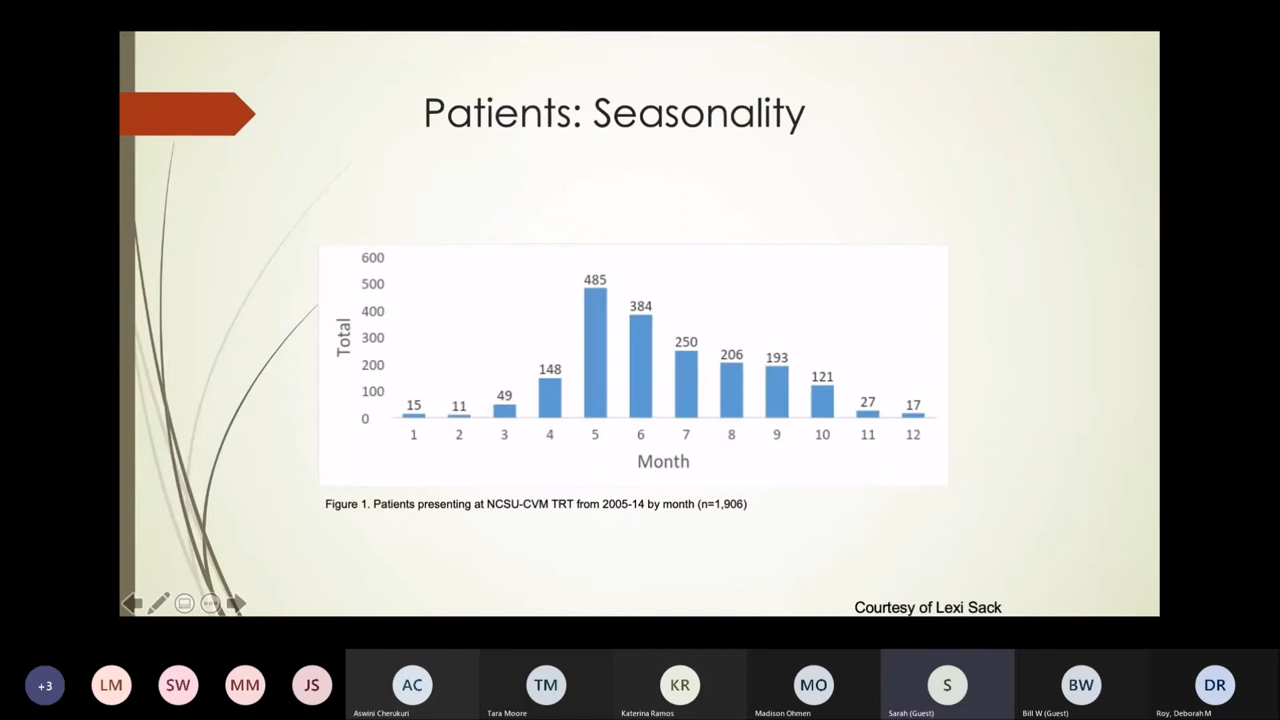 Patients: Seasonality
600
500
400
300
200
100
0
Total
15
11
49
148
485
384
250
206
193
121
27
17
1 2 3 4 5 6 7 8 9 10 11 12
Month
Figure 1. Patients presenting at NCSU-CVM TRT from 2005-14 by month (n=1,906)
Courtesy of Lexi Sack
+3 LM SW MM JS AC TM KR MO S BW DR
Aswini Cherukuri Tara Moore Katerina Ramos Madison Ohmen Sarah (Guest) Bill W (Guest) Roy, Deborah M